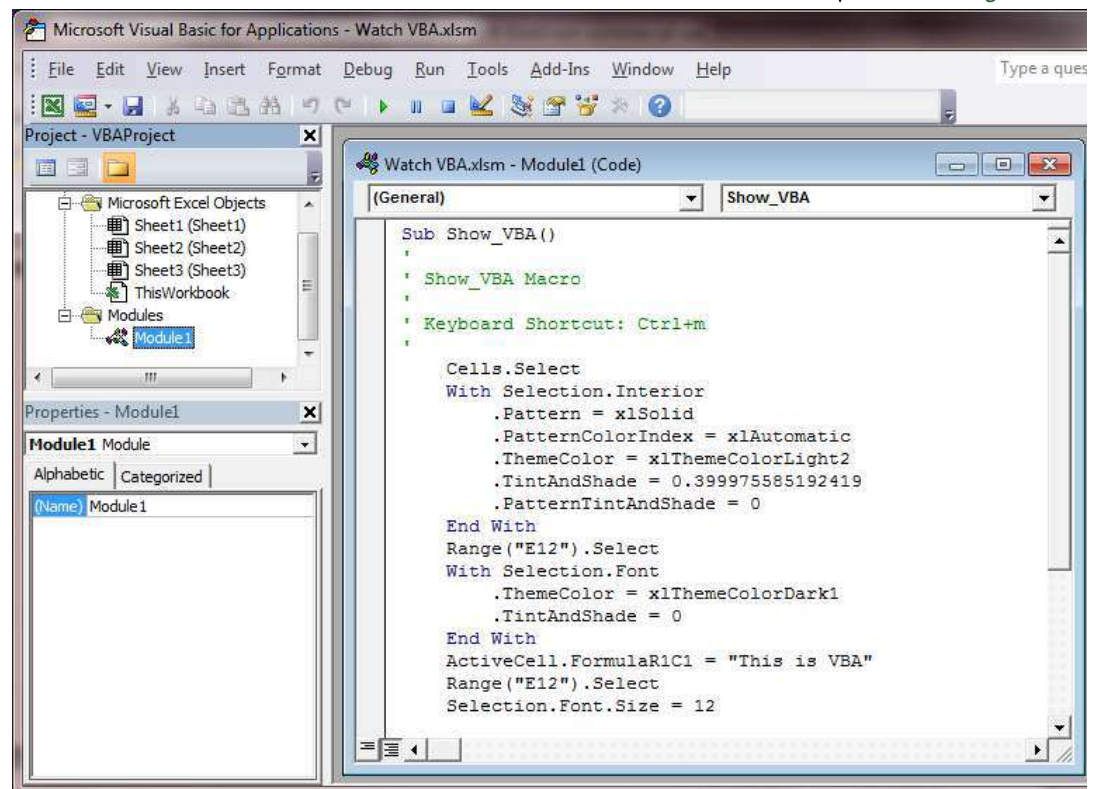 Microsoft Visual Basic for Applications - Watch VBA.xlsm
File Edit View Insert Format Debug Run Tools Add-Ins Window Help
Type a ques
Project - VBAProject
Microsoft Excel Objects
Sheet1 (Sheet1)
Sheet2 (Sheet2)
Sheet3 (Sheet3)
ThisWorkbook
Modules
Module1
Properties - Module1
Module1 Module
Alphabetic Categorized
(Name) Module1
Watch VBA.xlsm - Module1 (Code)
(General) Show_VBA
Sub Show_VBA()
'
' Show_VBA Macro
'
' Keyboard Shortcut: Ctrl+m
'
Cells.Select
With Selection.Interior
.Pattern = xlSolid
.PatternColorIndex = xlAutomatic
.ThemeColor = xlThemeColorLight2
.TintAndShade = 0.399975585192419
.PatternTintAndShade = 0
End With
Range("E12").Select
With Selection.Font
.ThemeColor = xlThemeColorDark1
.TintAndShade = 0
End With
ActiveCell.FormulaR1C1 = "This is VBA"
Range("E12").Select
Selection.Font.Size = 12